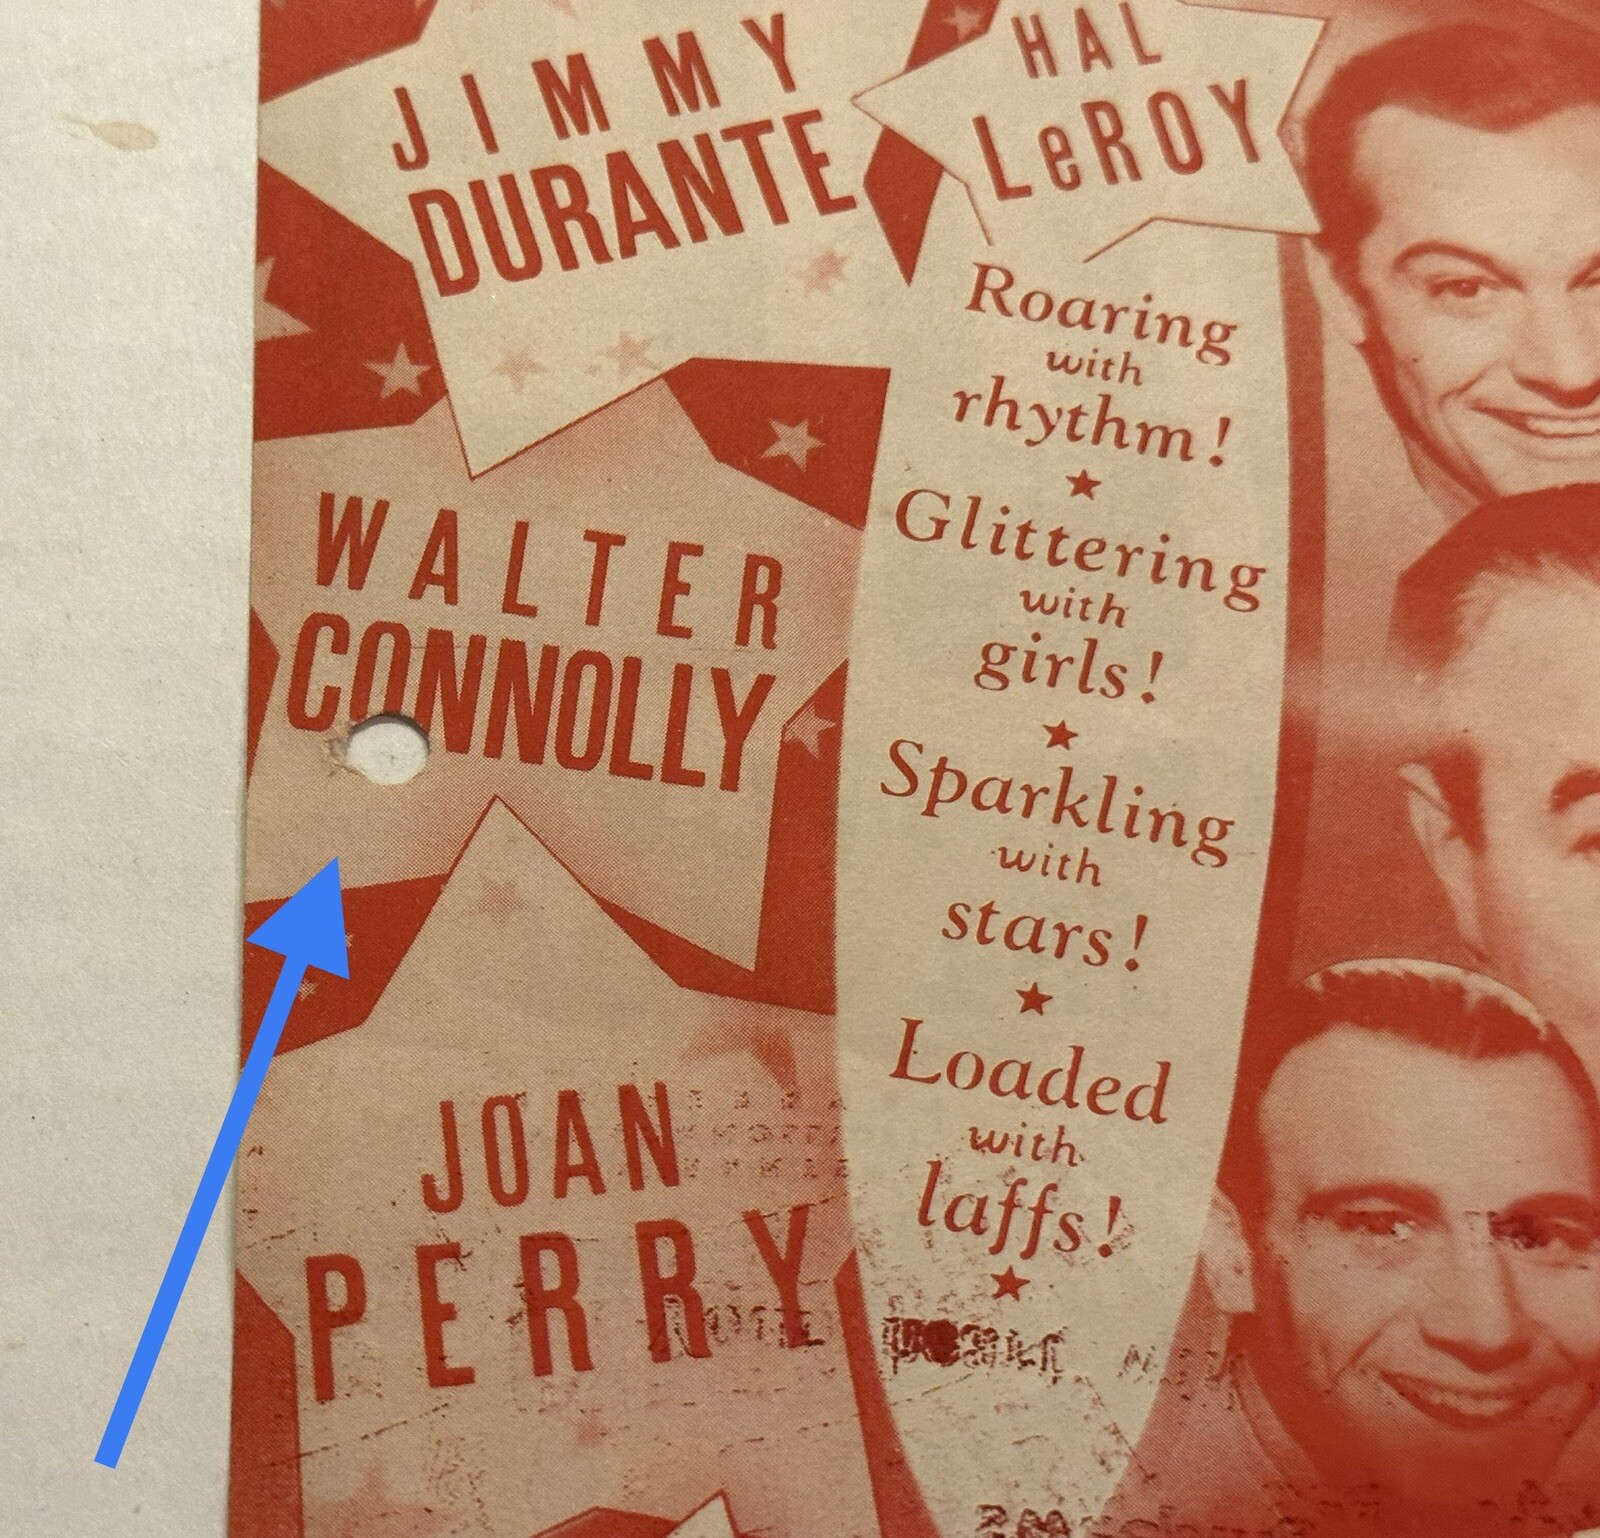 JIMMY
DURANTE
HAL
LeROY
WALTER
CONNOLLY
JOAN
PERRY
Roaring
with
rhythm!
Glittering
with
girls!
Sparkling
with
stars!
Loaded
with
laffs!